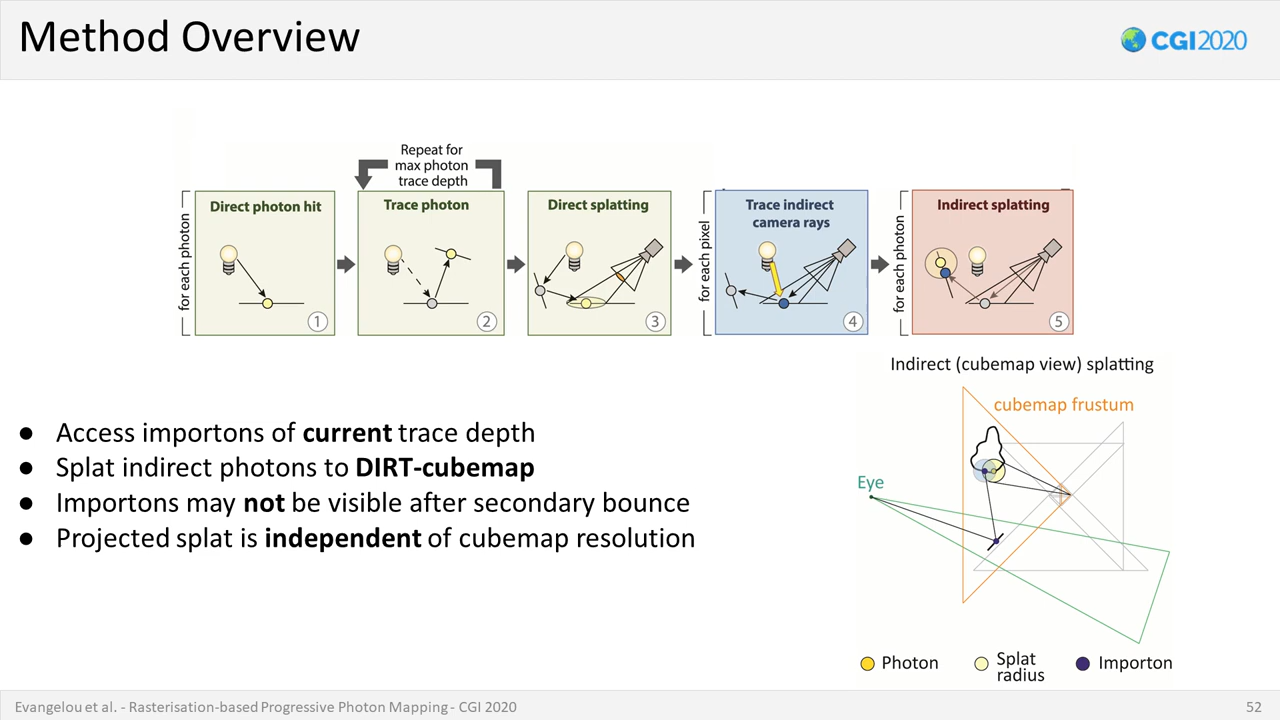 Method Overview
CGI2020
Repeat for
max photon
trace depth
for each photon
Direct photon hit
1
Trace photon
2
Direct splatting
3
for each pixel
Trace indirect
camera rays
4
for each photon
Indirect splatting
5
● Access importons of current trace depth
● Splat indirect photons to DIRT-cubemap
● Importons may not be visible after secondary bounce
● Projected splat is independent of cubemap resolution
Indirect (cubemap view) splatting
cubemap frustum
Eye
Photon
Splat
radius
Importon
Evangelou et al. - Rasterisation-based Progressive Photon Mapping - CGI 2020
52